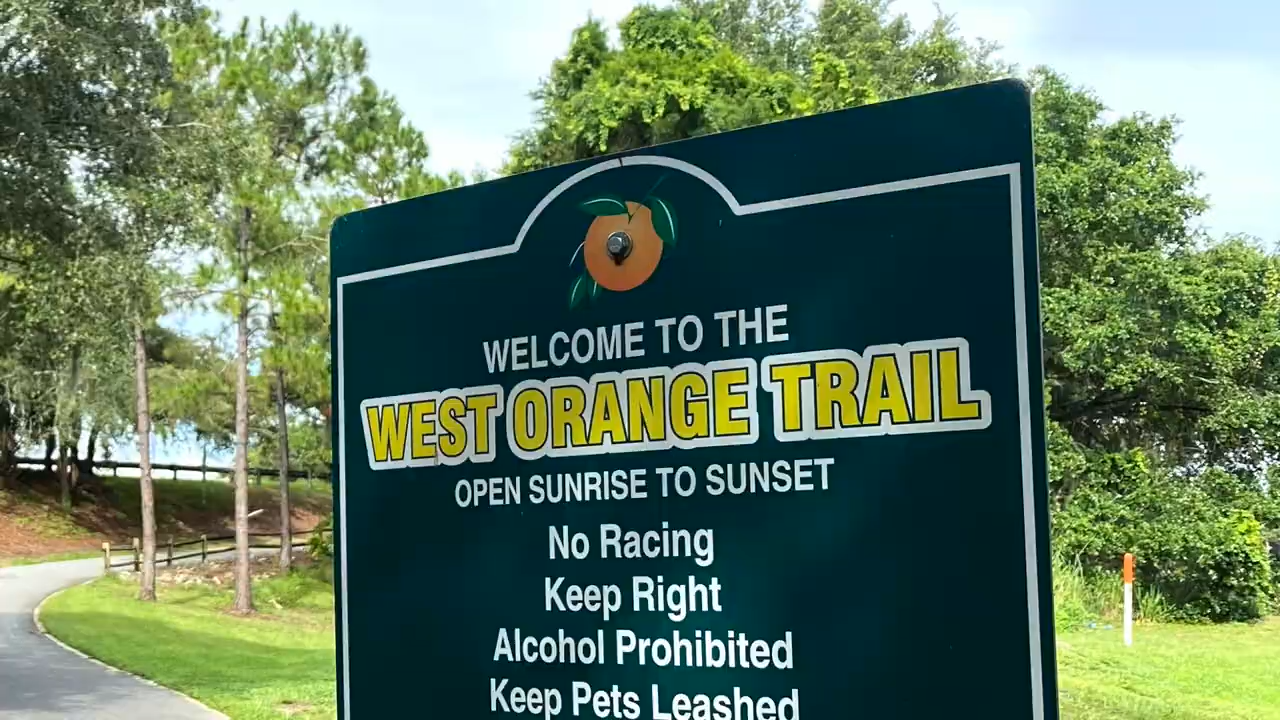 WELCOME TO THE
WEST ORANGE TRAIL
OPEN SUNRISE TO SUNSET
No Racing
Keep Right
Alcohol Prohibited
Keep Pets Leashed